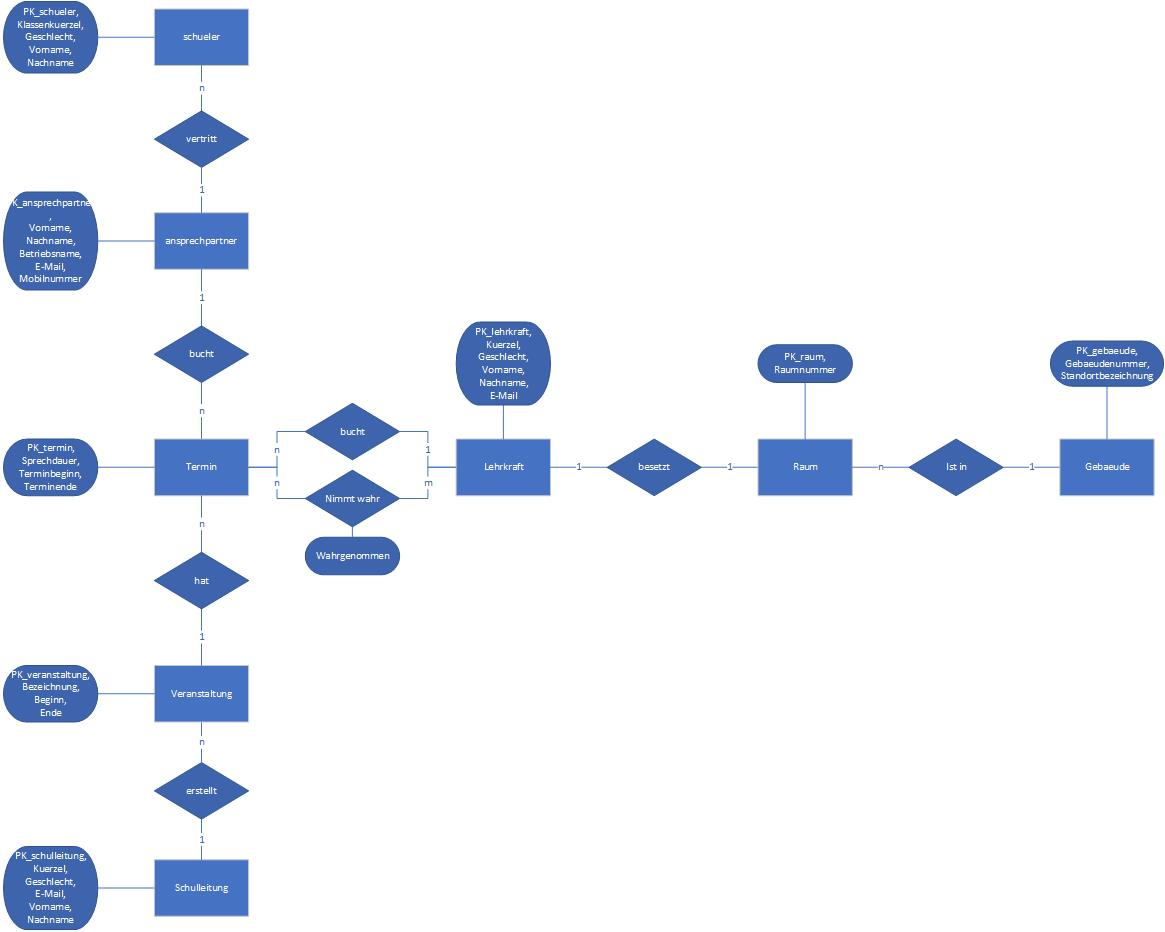 PK_schueler,
Klassenkuerzel,
Geschlecht,
Vorname,
Nachname
schueler
n
vertritt
1
K_ansprechpartne
,
Vorname,
Nachname,
Betriebsname,
E-Mail,
Mobilnummer
ansprechpartner
1
bucht
n
PK_termin,
Sprechdauer,
Terminbeginn,
Terminende
Termin
n
bucht
1
n
Nimmt wahr
m
Wahrgenommen
PK_lehrkraft,
Kuerzel,
Geschlecht,
Vorname,
Nachname,
E-Mail
Lehrkraft
1
besetzt
1
PK_raum,
Raumnummer
Raum
n
Ist in
1
PK_gebaeude,
Gebaeudenummer,
Standortbezeichnung
Gebaeude
n
hat
1
PK_veranstaltung,
Bezeichnung,
Beginn,
Ende
Veranstaltung
n
erstellt
1
PK_schulleitung,
Kuerzel,
Geschlecht,
E-Mail,
Vorname,
Nachname
Schulleitung